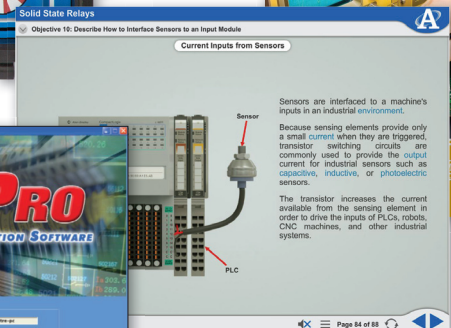 Solid State Relays
Objective 10: Describe How to Interface Sensors to an Input Module
Current Inputs from Sensors
Sensor
PLC
Sensors are interfaced to a machine's
inputs in an industrial environment.
Because sensing elements provide only
a small current when they are triggered,
transistor switching circuits are
commonly used to provide the output
current for industrial sensors such as
capacitive, inductive, or photoelectric
sensors.
The transistor increases the current
available from the sensing element in
order to drive the inputs of PLCs, robots,
CNC machines, and other industrial
systems.
PRO
TION SOFTWARE
Page 84 of 88